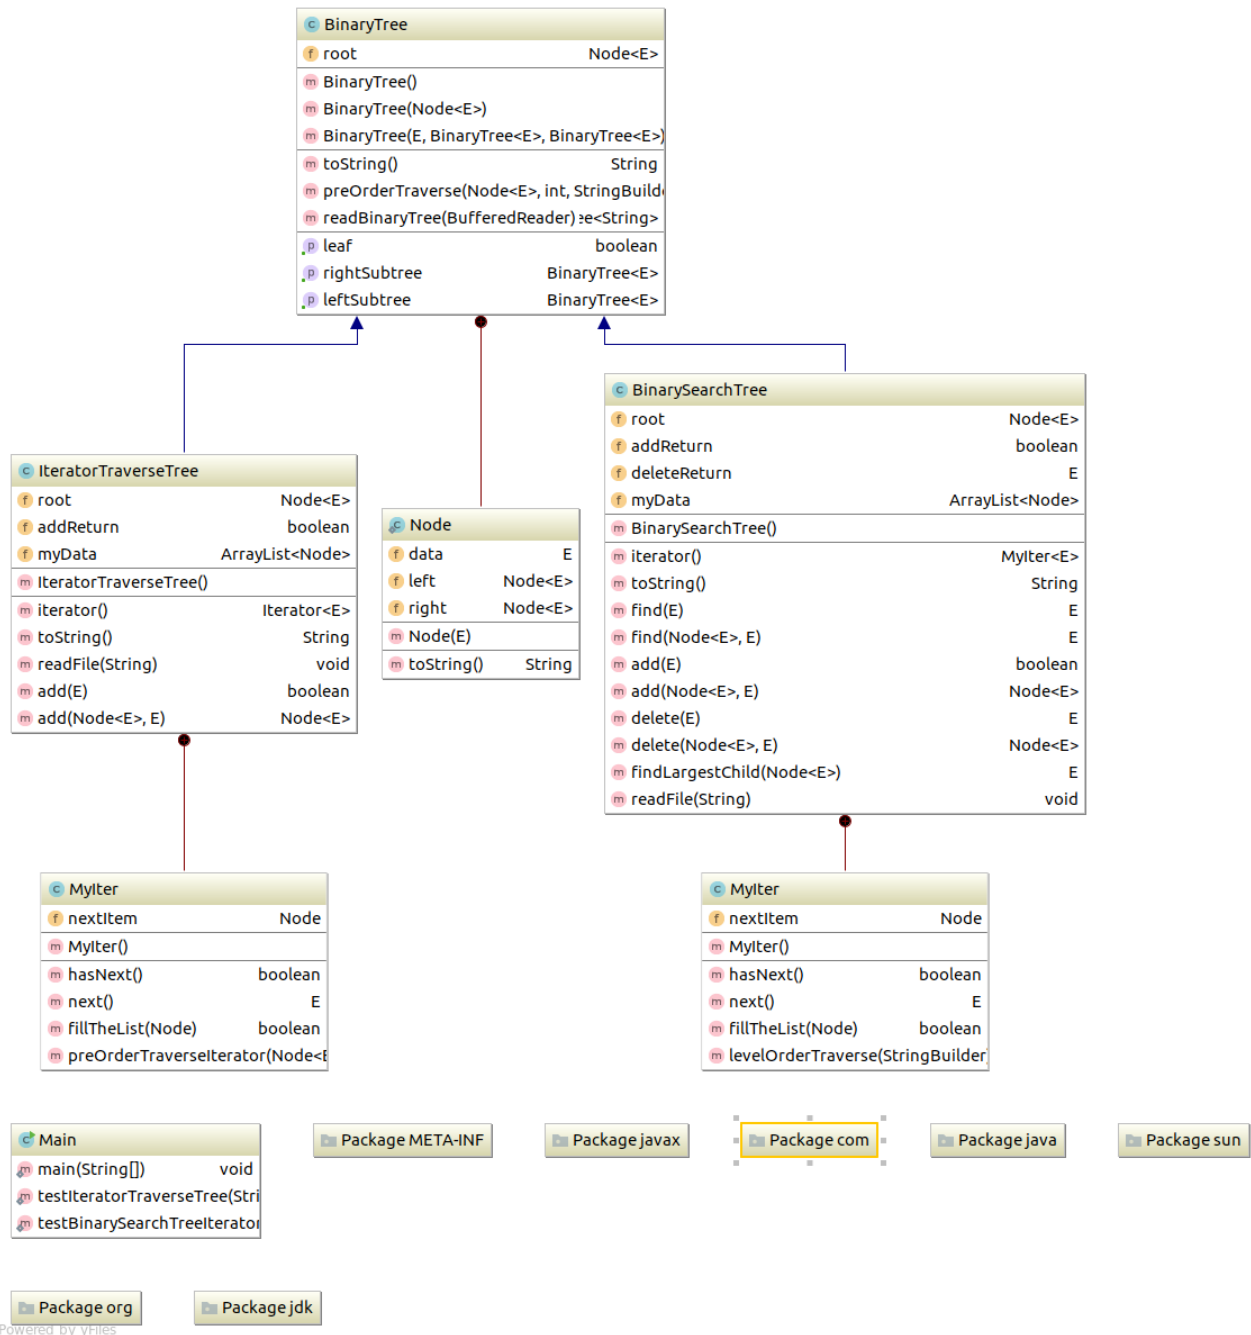 BinaryTree
root Node<E>
BinaryTree()
BinaryTree(Node<E>)
BinaryTree(E, BinaryTree<E>, BinaryTree<E>)
toString() String
preOrderTraverse(Node<E>, int, StringBuild
readBinaryTree(BufferedReader) ee<String>
leaf boolean
rightSubtree BinaryTree<E>
leftSubtree BinaryTree<E>
IteratorTraverseTree
root Node<E>
addReturn boolean
myData ArrayList<Node>
IteratorTraverseTree()
iterator() Iterator<E>
toString() String
readFile(String) void
add(E) boolean
add(Node<E>, E) Node<E>
Node
data E
left Node<E>
right Node<E>
Node(E)
toString() String
BinarySearchTree
root Node<E>
addReturn boolean
deleteReturn E
myData ArrayList<Node>
BinarySearchTree()
iterator() MyIter<E>
toString() String
find(E) E
find(Node<E>, E) E
add(E) boolean
add(Node<E>, E) Node<E>
delete(E) E
delete(Node<E>, E) Node<E>
findLargestChild(Node<E>) E
readFile(String) void
MyIter
nextItem Node
MyIter()
hasNext() boolean
next() E
fillTheList(Node) boolean
preOrderTraverseIterator(Node<E
MyIter
nextItem Node
MyIter()
hasNext() boolean
next() E
fillTheList(Node) boolean
levelOrderTraverse(StringBuilder
Main
main(String[]) void
testIteratorTraverseTree(Stri
testBinarySearchTreeIterator
Package META-INF
Package javax
Package com
Package java
Package sun
Package org
Package jdk
Powered by yFiles